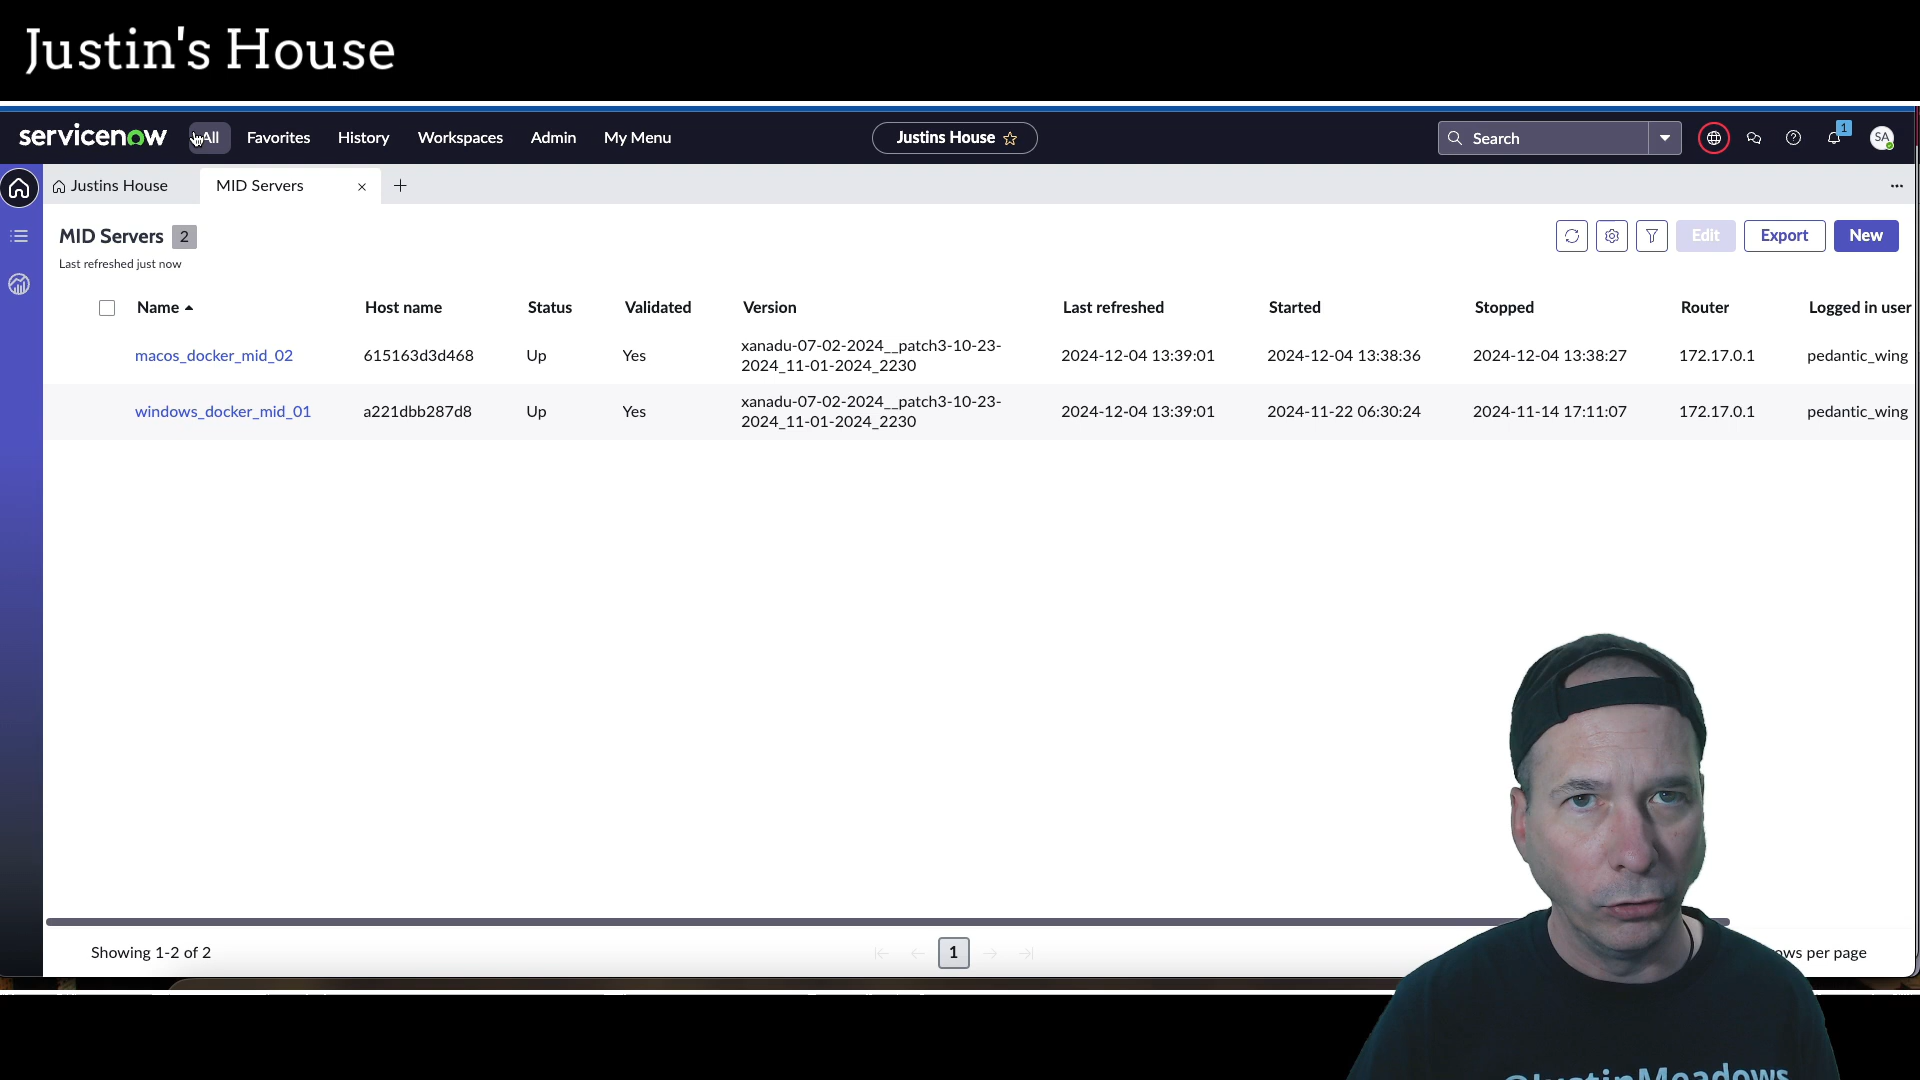 Justin's House
servicenow All Favorites History Workspaces Admin My Menu Justins House Search 1 SA
Justins House MID Servers
MID Servers 2 Edit Export New
Last refreshed just now
Name Host name Status Validated Version Last refreshed Started Stopped Router Logged in user
macos_docker_mid_02 615163d3d468 Up Yes xanadu-07-02-2024__patch3-10-23-2024_11-01-2024_2230 2024-12-04 13:39:01 2024-12-04 13:38:36 2024-12-04 13:38:27 172.17.0.1 pedantic_wing
windows_docker_mid_01 a221dbb287d8 Up Yes xanadu-07-02-2024__patch3-10-23-2024_11-01-2024_2230 2024-12-04 13:39:01 2024-11-22 06:30:24 2024-11-14 17:11:07 172.17.0.1 pedantic_wing
Showing 1-2 of 2 1 per page
@JustinMeadows